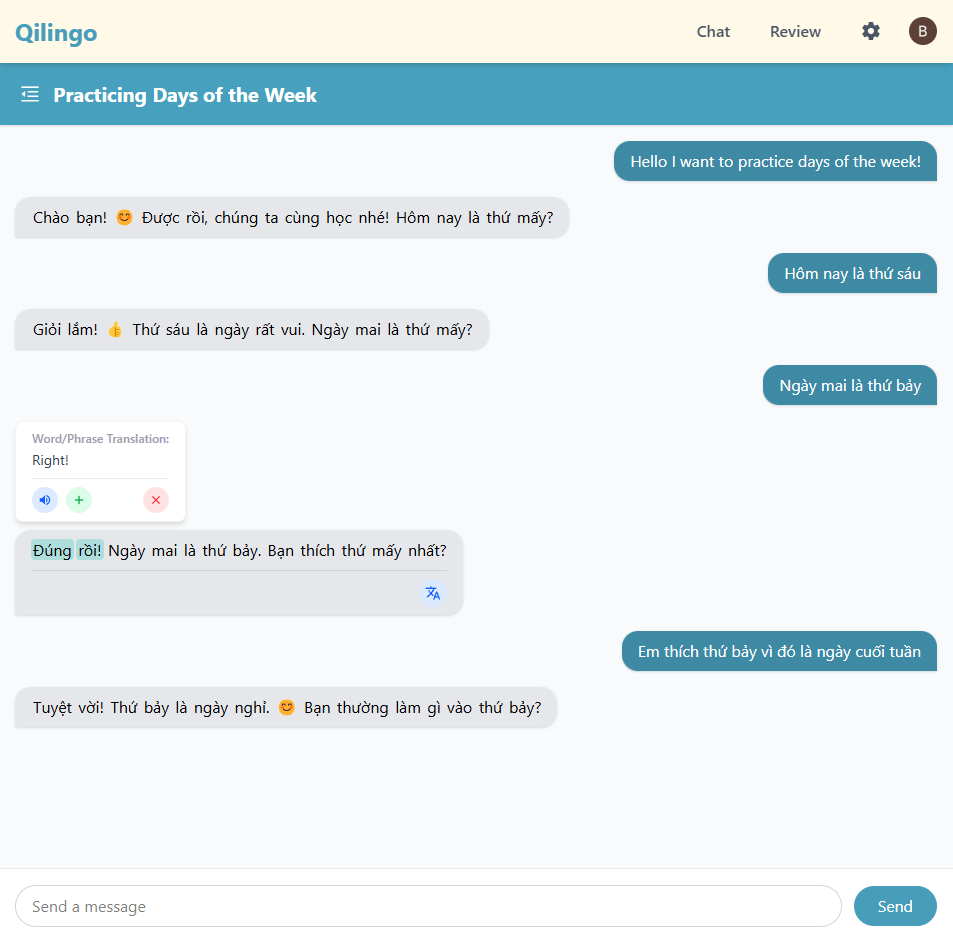 Qilingo
Chat
Review
B
Practicing Days of the Week
Hello I want to practice days of the week!
Chào bạn! 😊 Được rồi, chúng ta cùng học nhé! Hôm nay là thứ mấy?
Hôm nay là thứ sáu
Giỏi lắm! 👍 Thứ sáu là ngày rất vui. Ngày mai là thứ mấy?
Ngày mai là thứ bảy
Word/Phrase Translation:
Right!
Đúng rồi! Ngày mai là thứ bảy. Bạn thích thứ mấy nhất?
Em thích thứ bảy vì đó là ngày cuối tuần
Tuyệt vời! Thứ bảy là ngày nghỉ. 😊 Bạn thường làm gì vào thứ bảy?
Send a message
Send